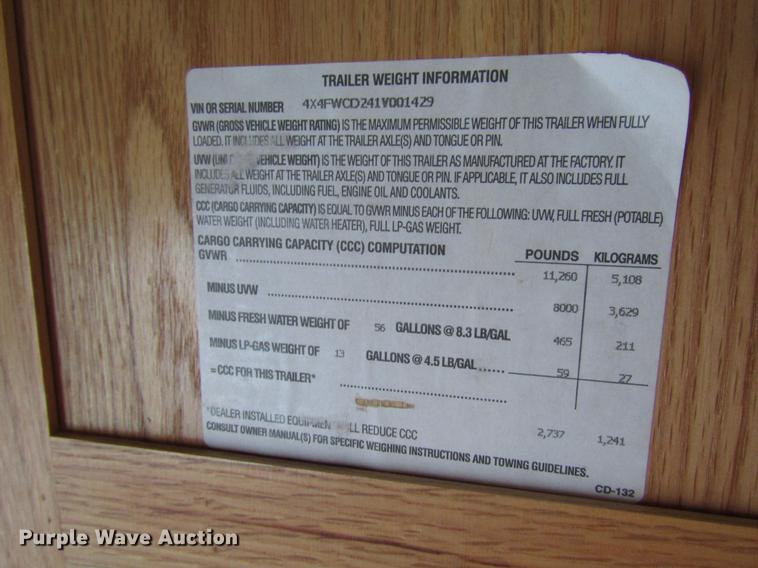 TRAILER WEIGHT INFORMATION
VIN OR SERIAL NUMBER 4X4FWCD241V001429
GVWR (GROSS VEHICLE WEIGHT RATING) IS THE MAXIMUM PERMISSIBLE WEIGHT OF THIS TRAILER WHEN FULLY
LOADED. IT INCLUDES ALL WEIGHT AT THE TRAILER AXLE(S) AND TONGUE OR PIN.
UVW VEHICLE WEIGHT) IS THE WEIGHT OF THIS TRAILER AS MANUFACTURED AT THE FACTORY. IT
INCLUDES ALL WEIGHT AT THE TRAILER AXLE(S) AND TONGUE OR PIN. IF APPLICABLE, IT ALSO INCLUDES FULL
GENERATOR FLUIDS, INCLUDING FUEL, ENGINE OIL AND COOLANTS.
CCC (CARGO CARRYING CAPACITY) IS EQUAL TO GVWR MINUS EACH OF THE FOLLOWING: UVW, FULL FRESH (POTABLE)
WATER WEIGHT (INCLUDING WATER HEATER), FULL LP-GAS WEIGHT.
CARGO CARRYING CAPACITY (CCC) COMPUTATION POUNDS KILOGRAMS
GVWR 11,260 5,108
MINUS UVW 8000 3,629
MINUS FRESH WATER WEIGHT OF 56 GALLONS @ 8.3 LB/GAL 465 211
MINUS LP-GAS WEIGHT OF 13 GALLONS @ 4.5 LB/GAL 59 27
= CCC FOR THIS TRAILER* 2,737 1,241
*DEALER INSTALLED REDUCE CCC
CONSULT OWNER MANUAL(S) FOR SPECIFIC WEIGHING INSTRUCTIONS AND TOWING GUIDELINES.
CD-132
Purple Wave Auction